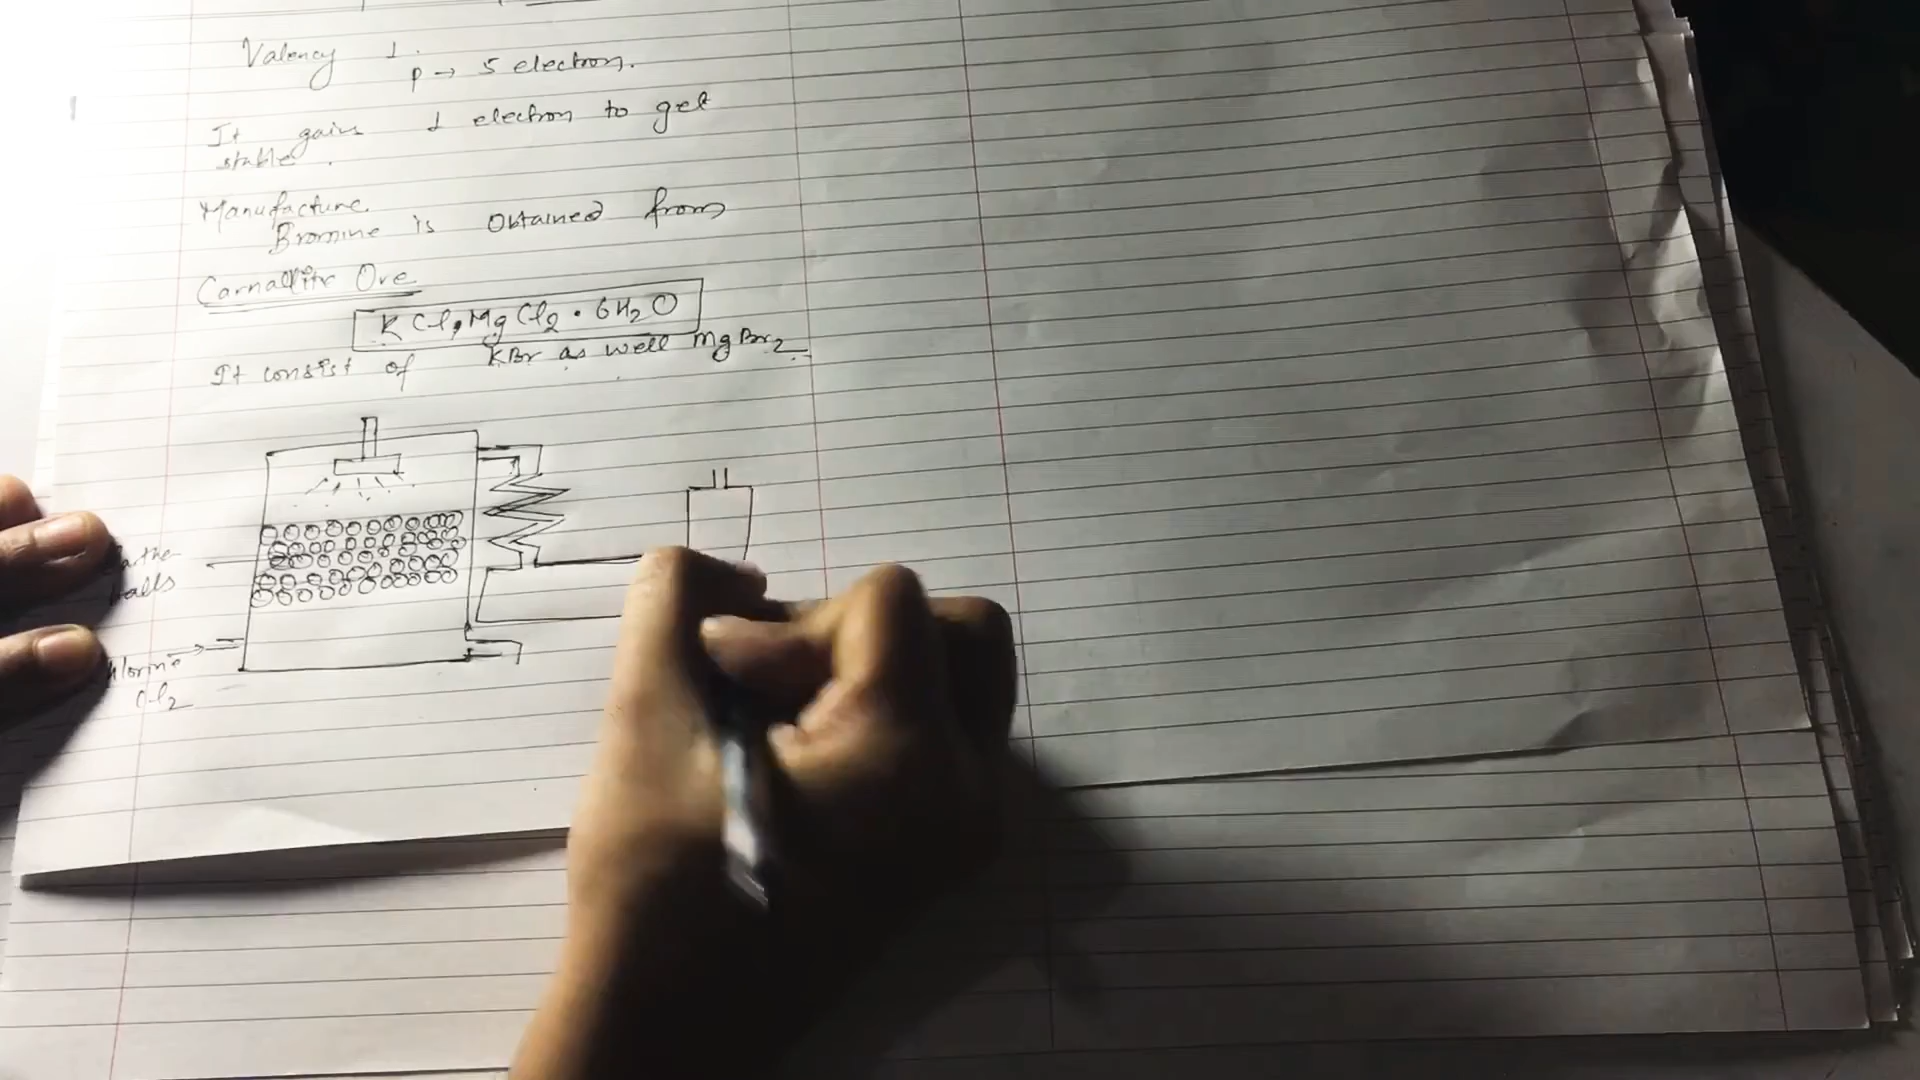 Valency 1.
p → 5 electron.
It gains 1 electron to get
stable.
Manufacture.
Bromine is Obtained from
Carnallite Ore
KCl, MgCl2 • 6H2O
It consist of KBr as well MgBr2
Balls
Cl2